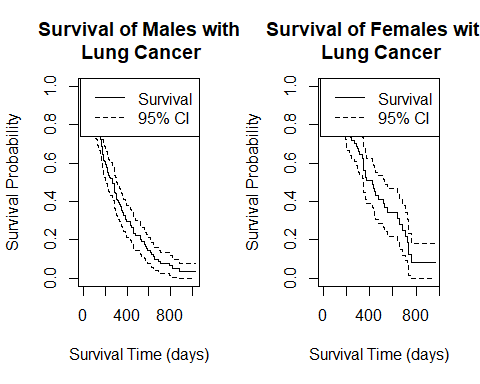 Survival of Males with
Lung Cancer
Survival Probability
0.0 0.2 0.4 0.6 0.8 1.0
Survival
95% CI
0 400 800
Survival Time (days)
Survival of Females wit
Lung Cancer
Survival Probability
0.0 0.2 0.4 0.6 0.8 1.0
Survival
95% CI
0 400 800
Survival Time (days)